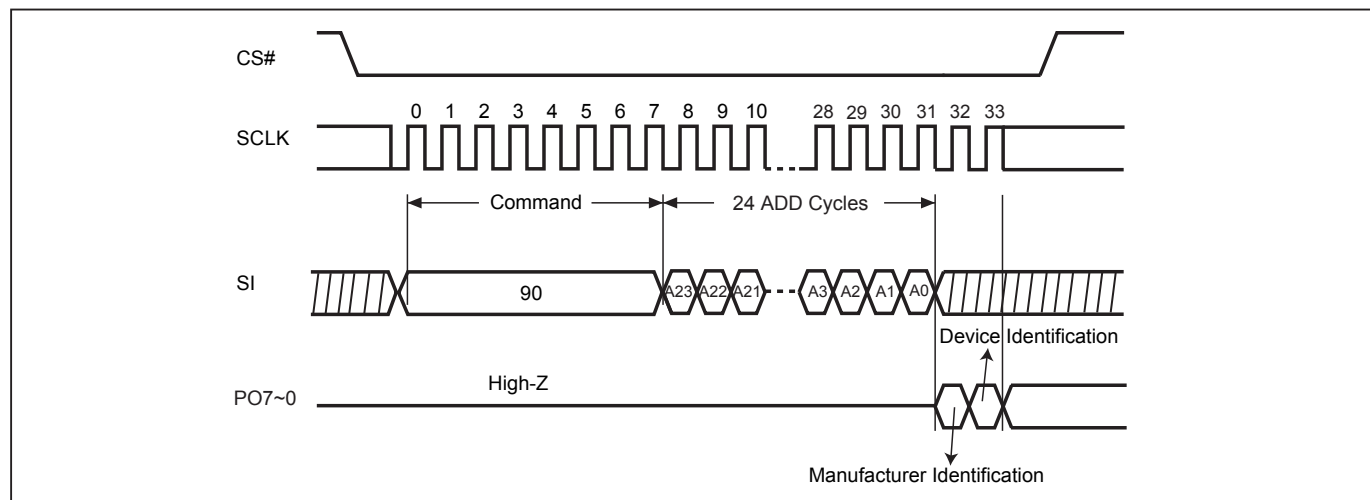 CS#
0 1 2 3 4 5 6 7 8 9 10 28 29 30 31 32 33
SCLK
Command 24 ADD Cycles
SI
90 A23 A22 A21 A3 A2 A1 A0
Device Identification
High-Z
PO7~0
Manufacturer Identification